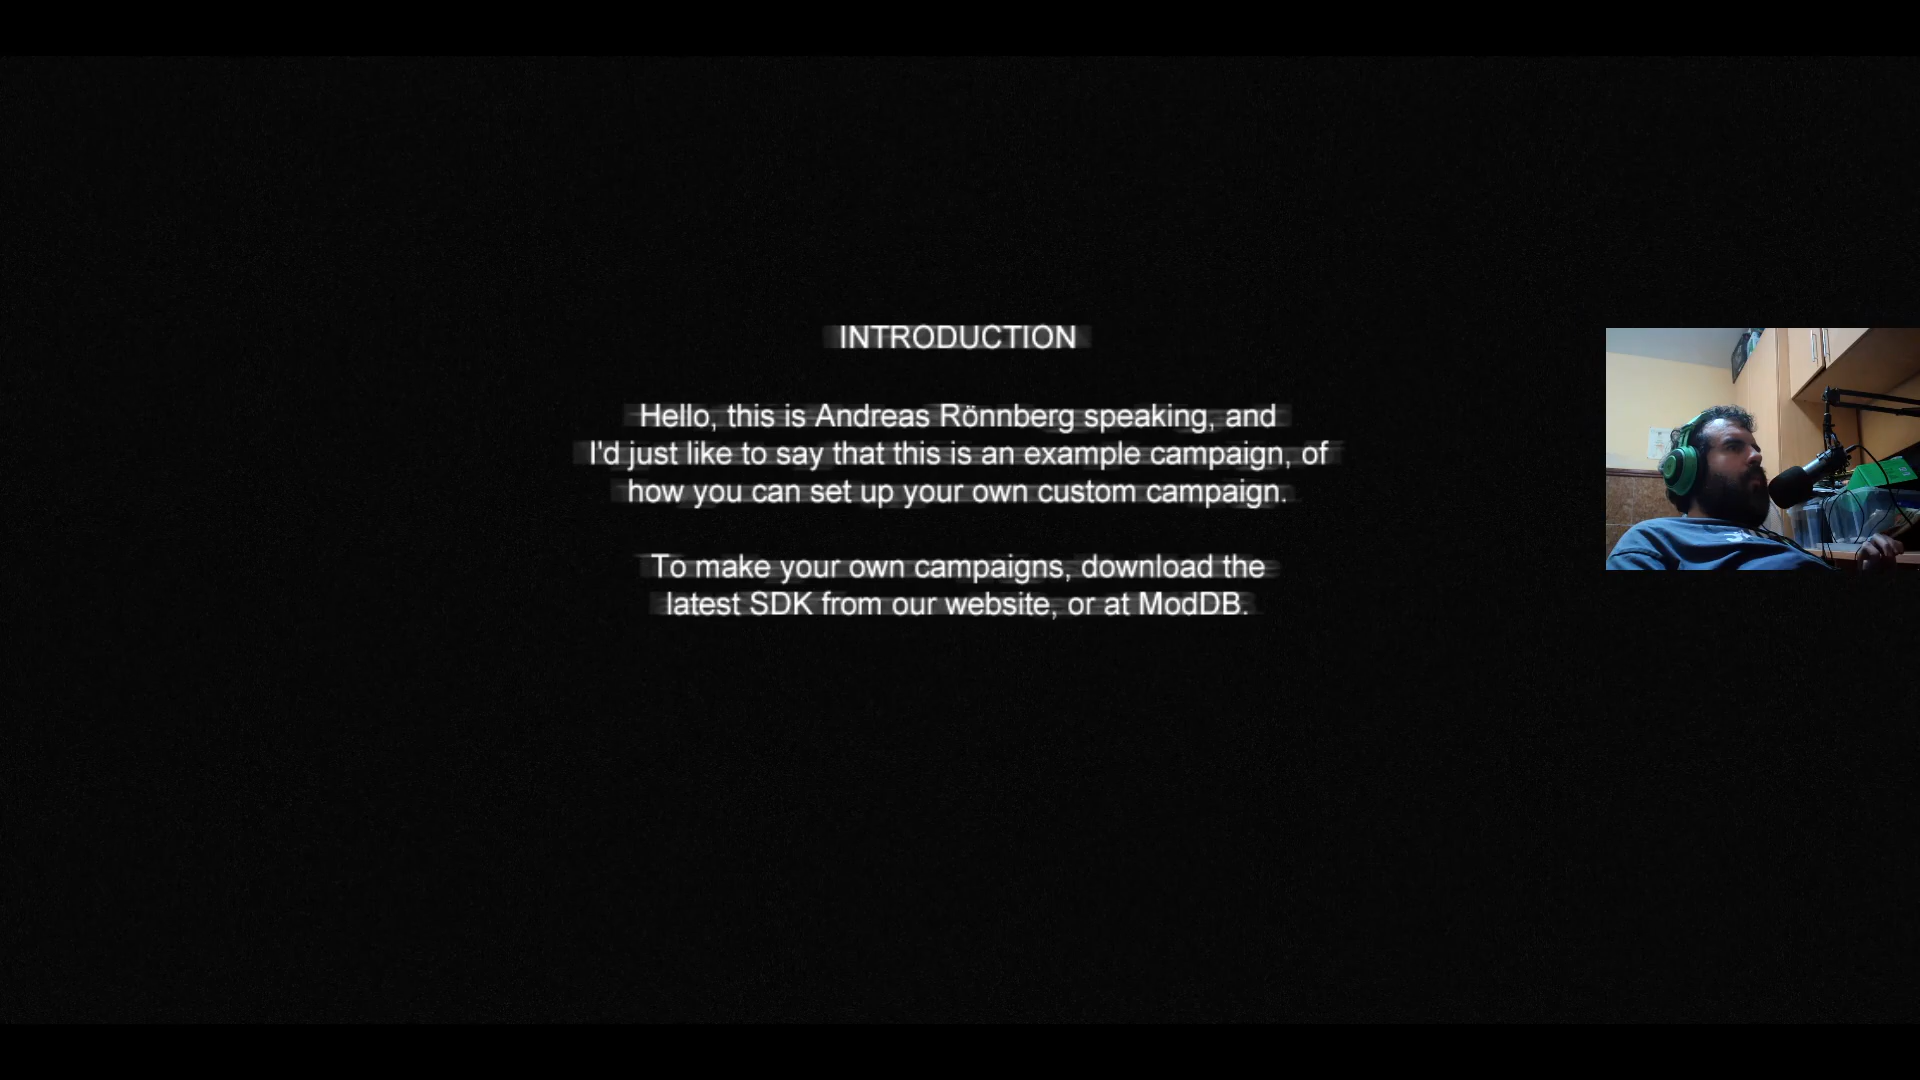 INTRODUCTION
Hello, this is Andreas Rönnberg speaking, and
I'd just like to say that this is an example campaign, of
how you can set up your own custom campaign.
To make your own campaigns, download the
latest SDK from our website, or at ModDB.